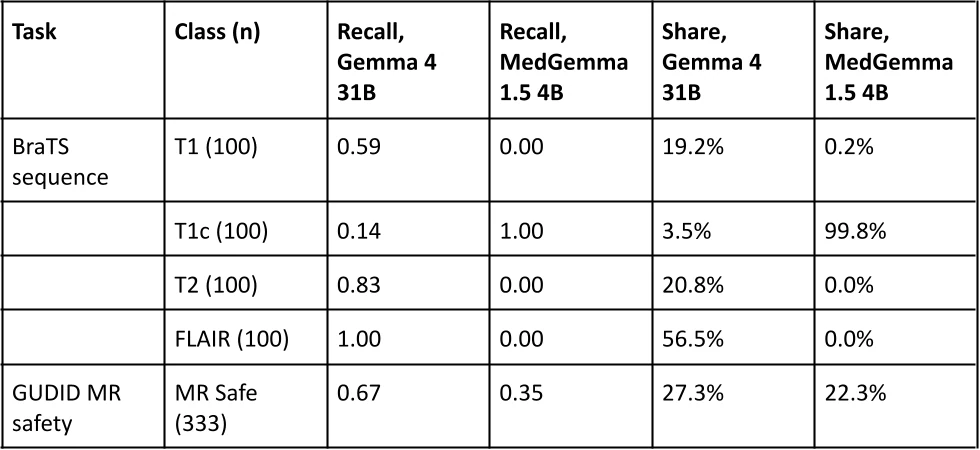 Task Class (n) Recall, Gemma 4 31B Recall, MedGemma 1.5 4B Share, Gemma 4 31B Share, MedGemma 1.5 4B
BraTS sequence T1 (100) 0.59 0.00 19.2% 0.2%
T1c (100) 0.14 1.00 3.5% 99.8%
T2 (100) 0.83 0.00 20.8% 0.0%
FLAIR (100) 1.00 0.00 56.5% 0.0%
GUDID MR safety MR Safe (333) 0.67 0.35 27.3% 22.3%